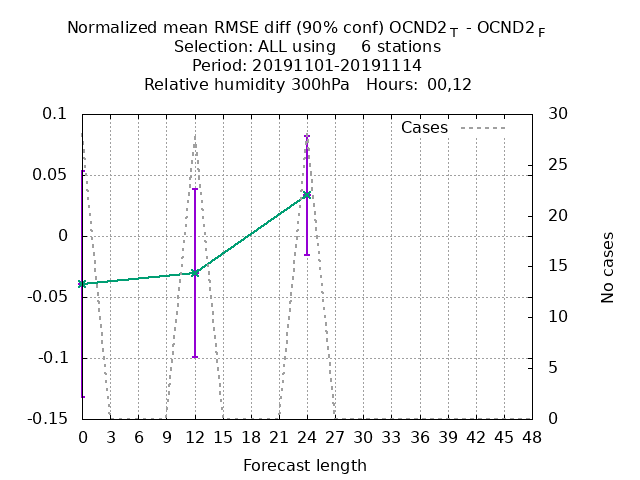 Normalized mean RMSE diff (90% conf) OCND2 T - OCND2 F
Selection: ALL using     6 stations
Period: 20191101-20191114
Relative humidity 300hPa   Hours: 00,12
Cases
0.1
0.05
0
-0.05
-0.1
-0.15
30
25
20
15
10
5
0
No cases
0 3 6 9 12 15 18 21 24 27 30 33 36 39 42 45 48
Forecast length